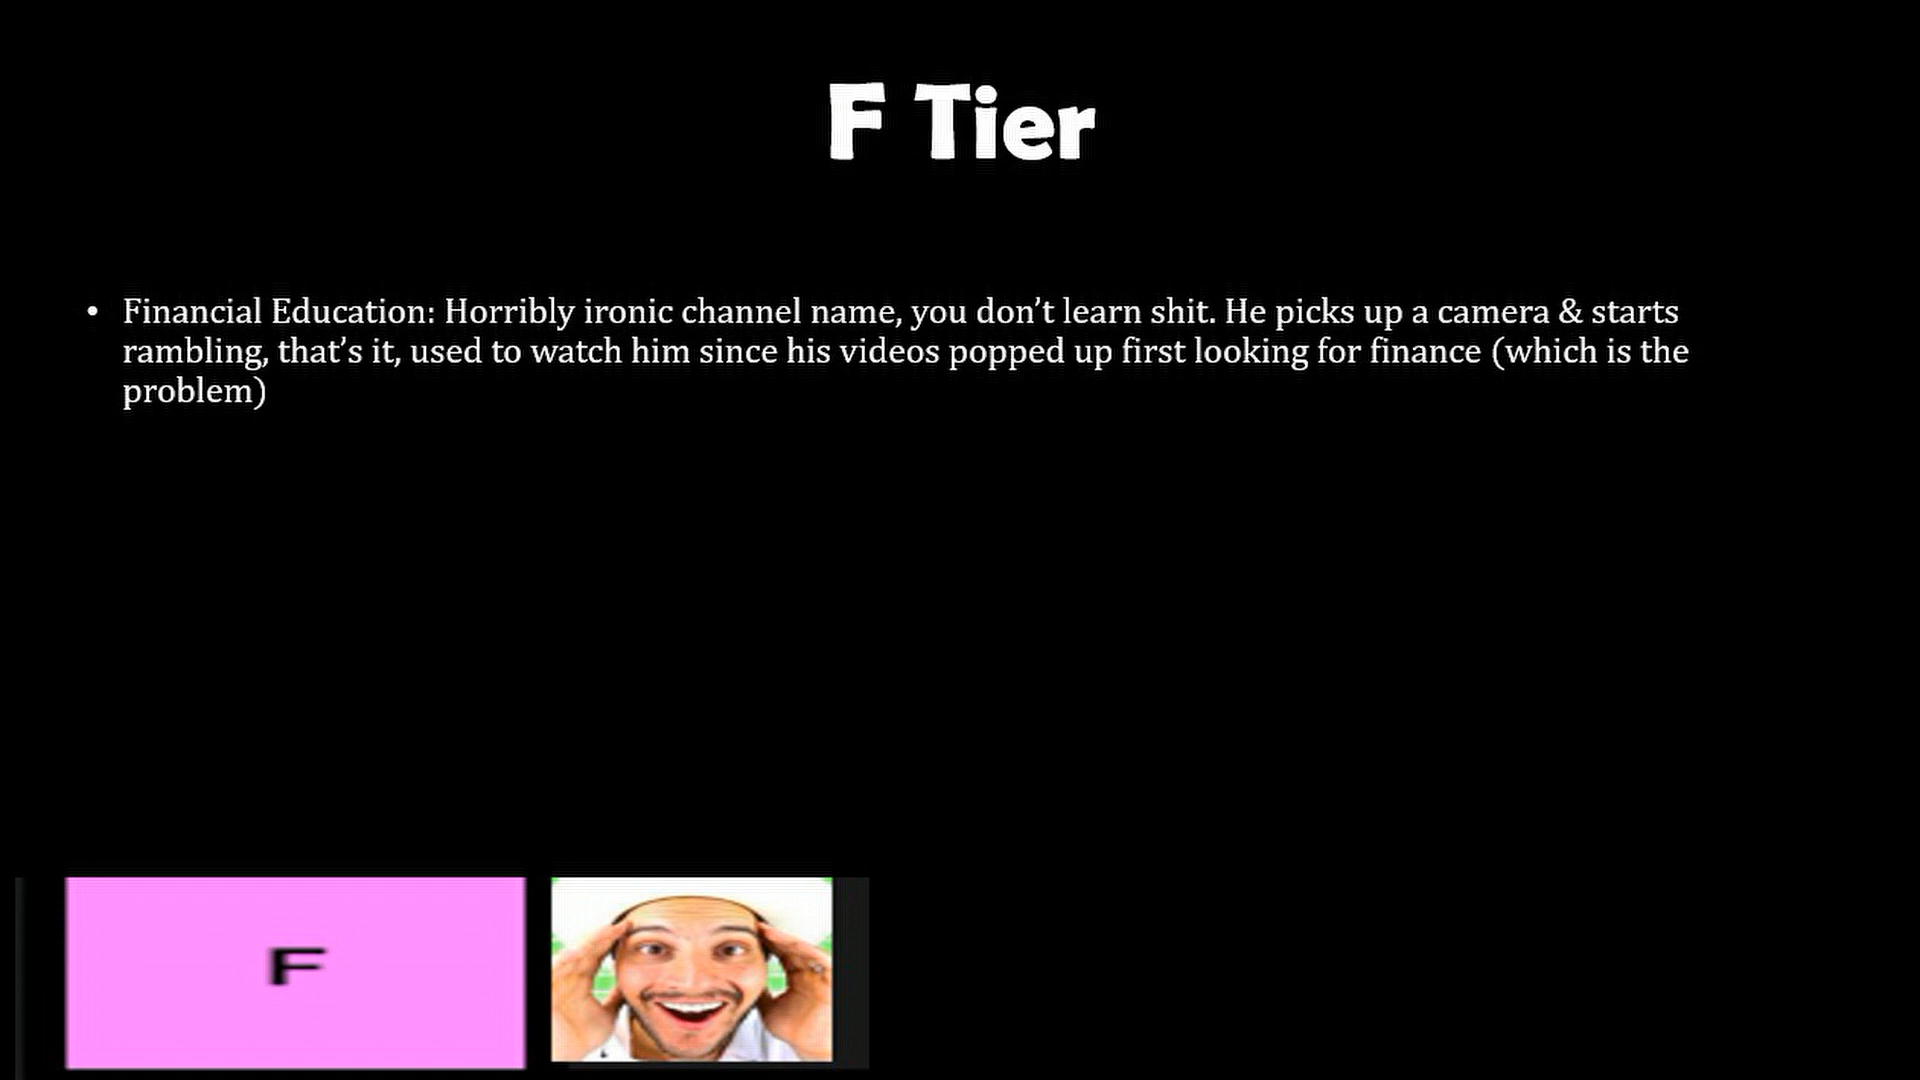 F Tier
• Financial Education: Horribly ironic channel name, you don’t learn shit. He picks up a camera & starts
rambling, that’s it, used to watch him since his videos popped up first looking for finance (which is the
problem)
F